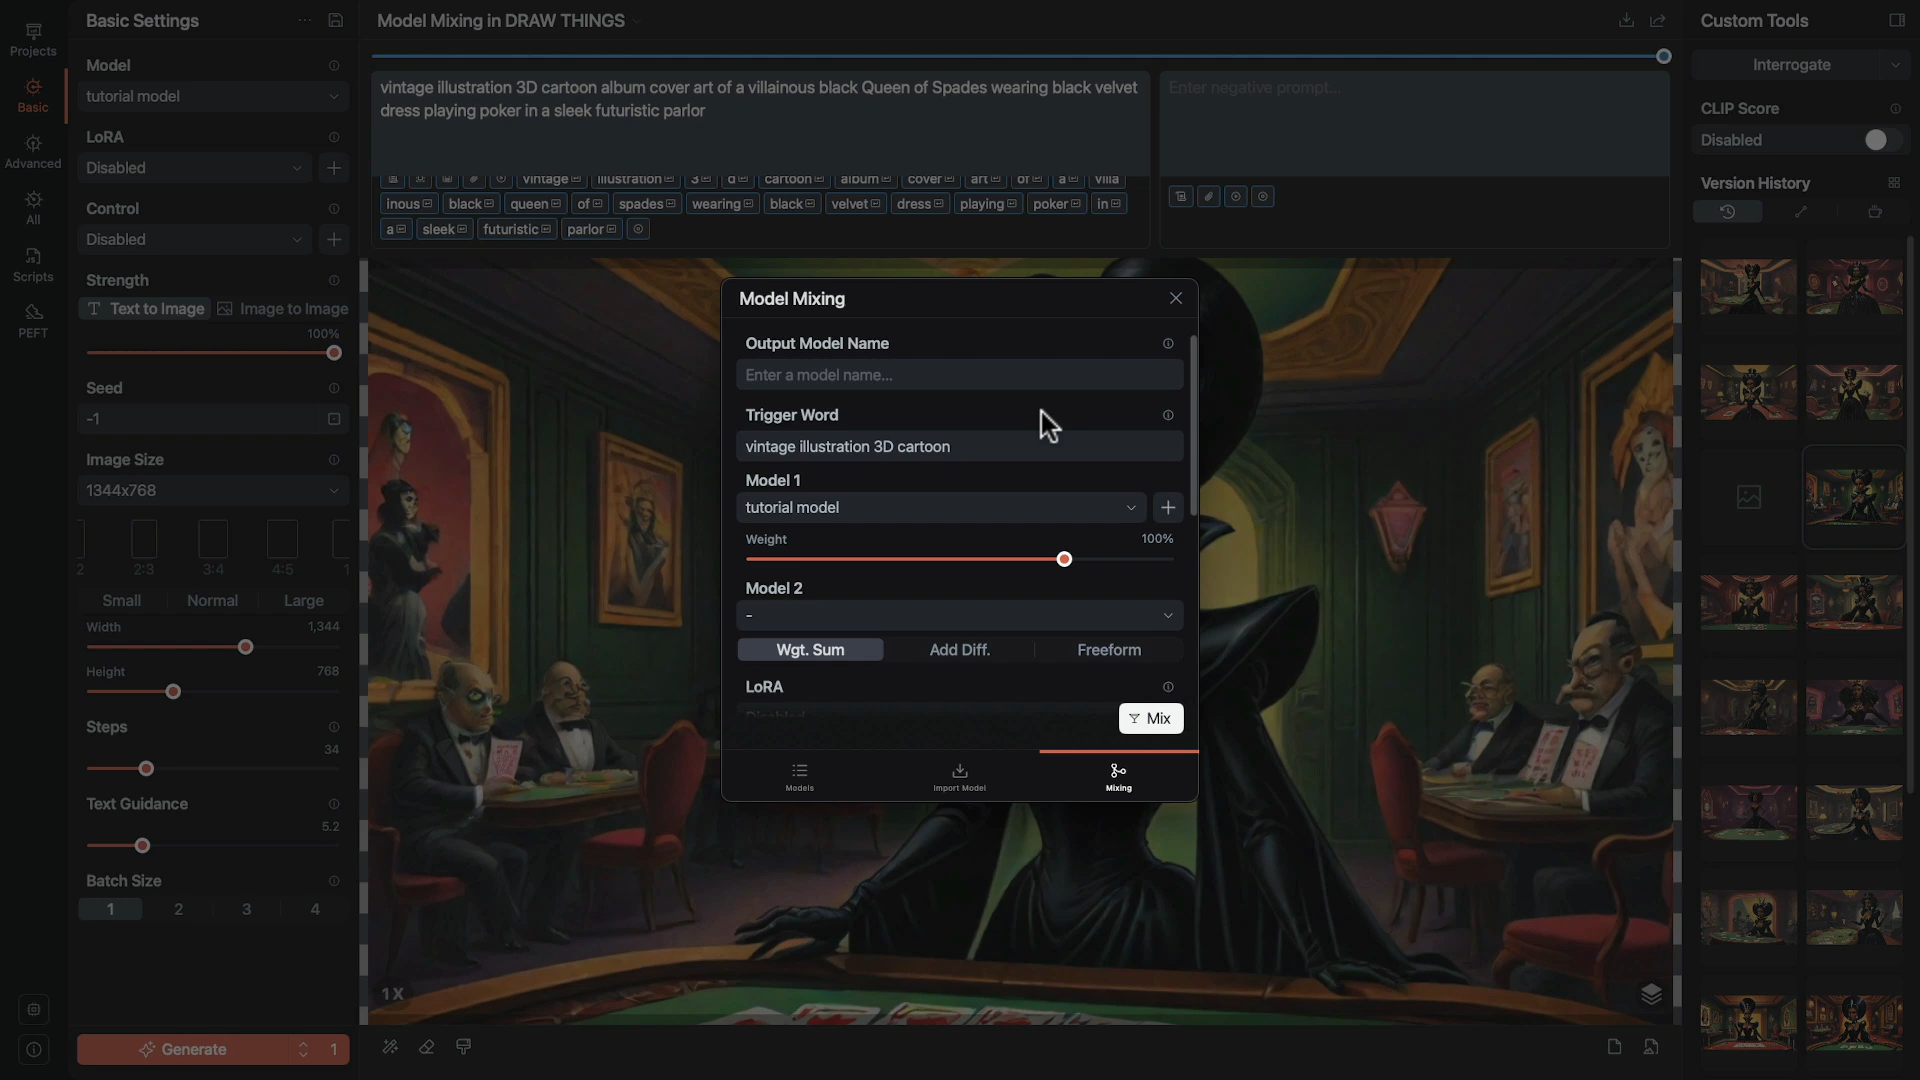 Projects
Basic
Advanced
All
Scripts
PEFT
Basic Settings
Model
tutorial model
LoRA
Disabled
Control
Disabled
Strength
Text to Image
Image to Image
100%
Seed
-1
Image Size
1344x768
2
2:3
3:4
4:5
1
Small
Normal
Large
Width
1,344
Height
768
Steps
34
Text Guidance
5.2
Batch Size
1
2
3
4
Generate
1
Model Mixing in DRAW THINGS
vintage illustration 3D cartoon album cover art of a villainous black Queen of Spades wearing black velvet
dress playing poker in a sleek futuristic parlor
vintage illustration 3 d cartoon album cover art of a villa
inous black queen of spades wearing black velvet dress playing poker in
a sleek futuristic parlor
Enter negative prompt...
Model Mixing
Output Model Name
Enter a model name...
Trigger Word
vintage illustration 3D cartoon
Model 1
tutorial model
Weight
100%
Model 2
-
Wgt. Sum
Add Diff.
Freeform
LoRA
Disabled
Mix
Models
Import Model
Mixing
1 X
Custom Tools
Interrogate
CLIP Score
Disabled
Version History